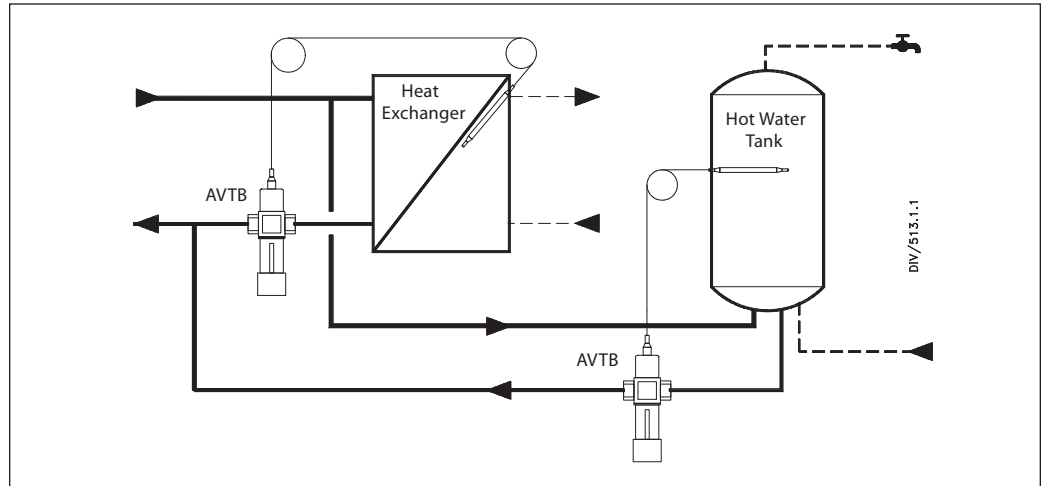 Heat
Exchanger
AVTB
Hot Water
Tank
AVTB
DIV/513.1.1